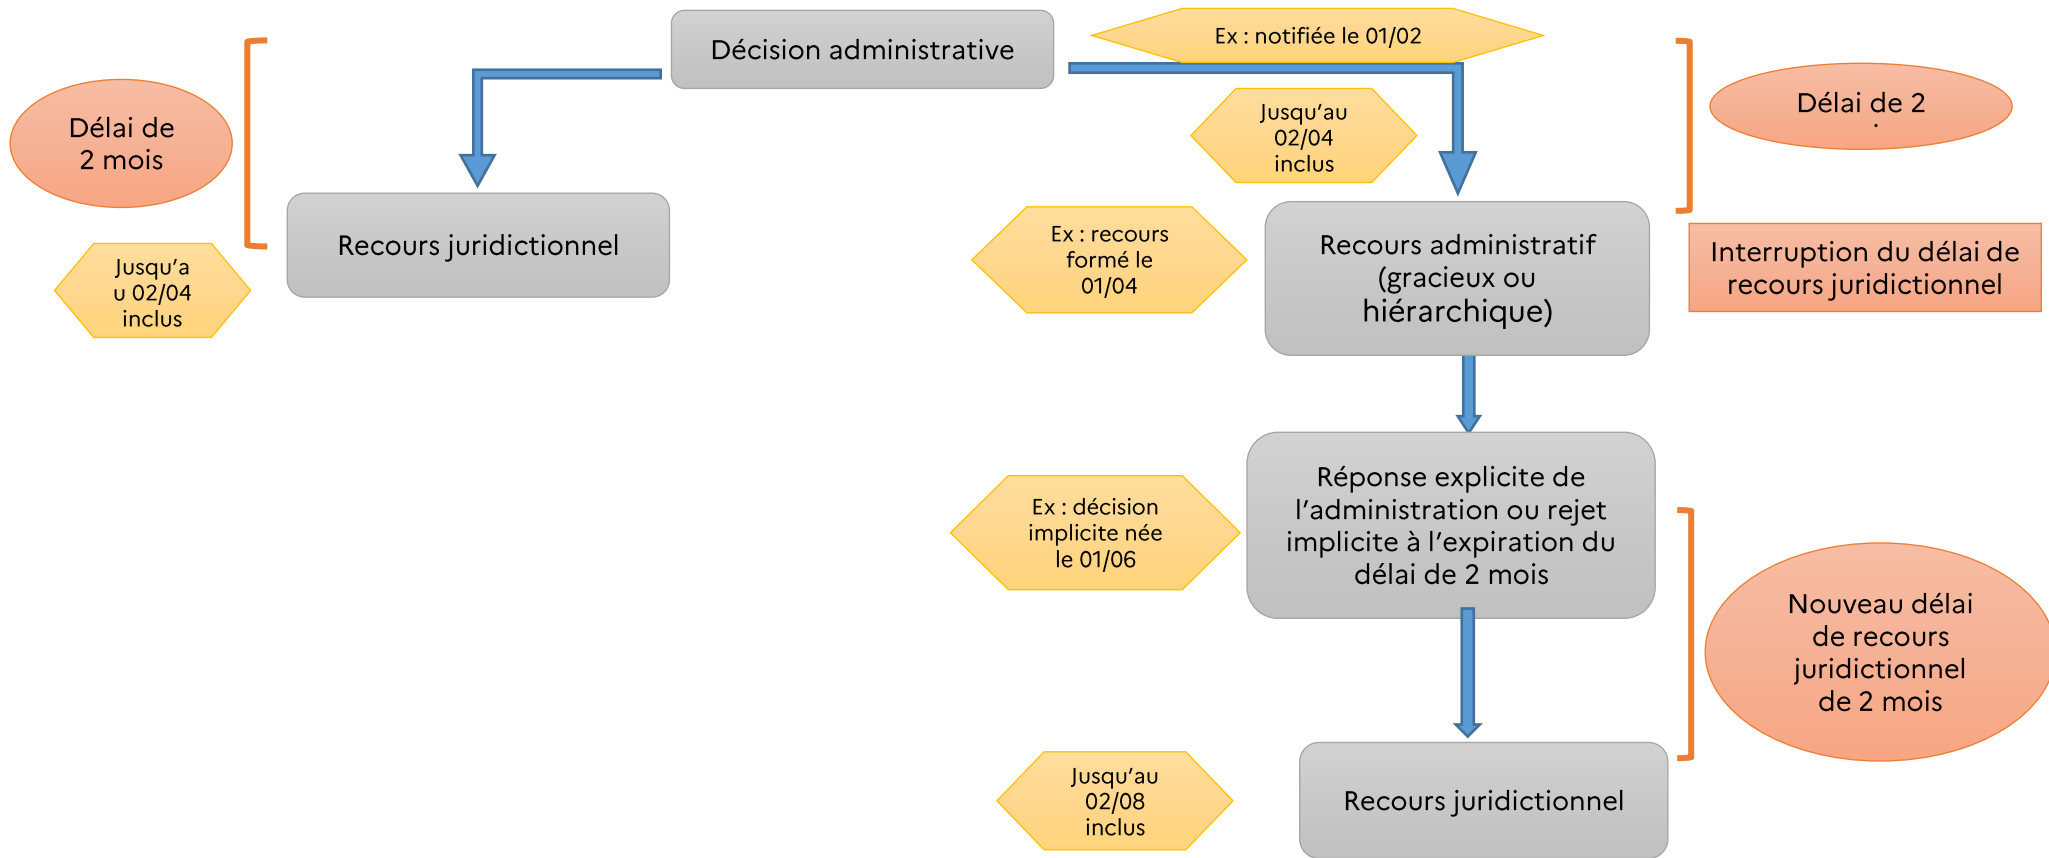 Décision administrative
Ex : notifiée le 01/02
Délai de
2 mois
Jusqu’au
02/04
inclus
Délai de 2
Recours juridictionnel
Jusqu’a
u 02/04
inclus
Ex : recours
formé le
01/04
Recours administratif
(gracieux ou
hiérarchique)
Interruption du délai de
recours juridictionnel
Ex : décision
implicite née
le 01/06
Réponse explicite de
l’administration ou rejet
implicite à l’expiration du
délai de 2 mois
Nouveau délai
de recours
juridictionnel
de 2 mois
Jusqu’au
02/08
inclus
Recours juridictionnel